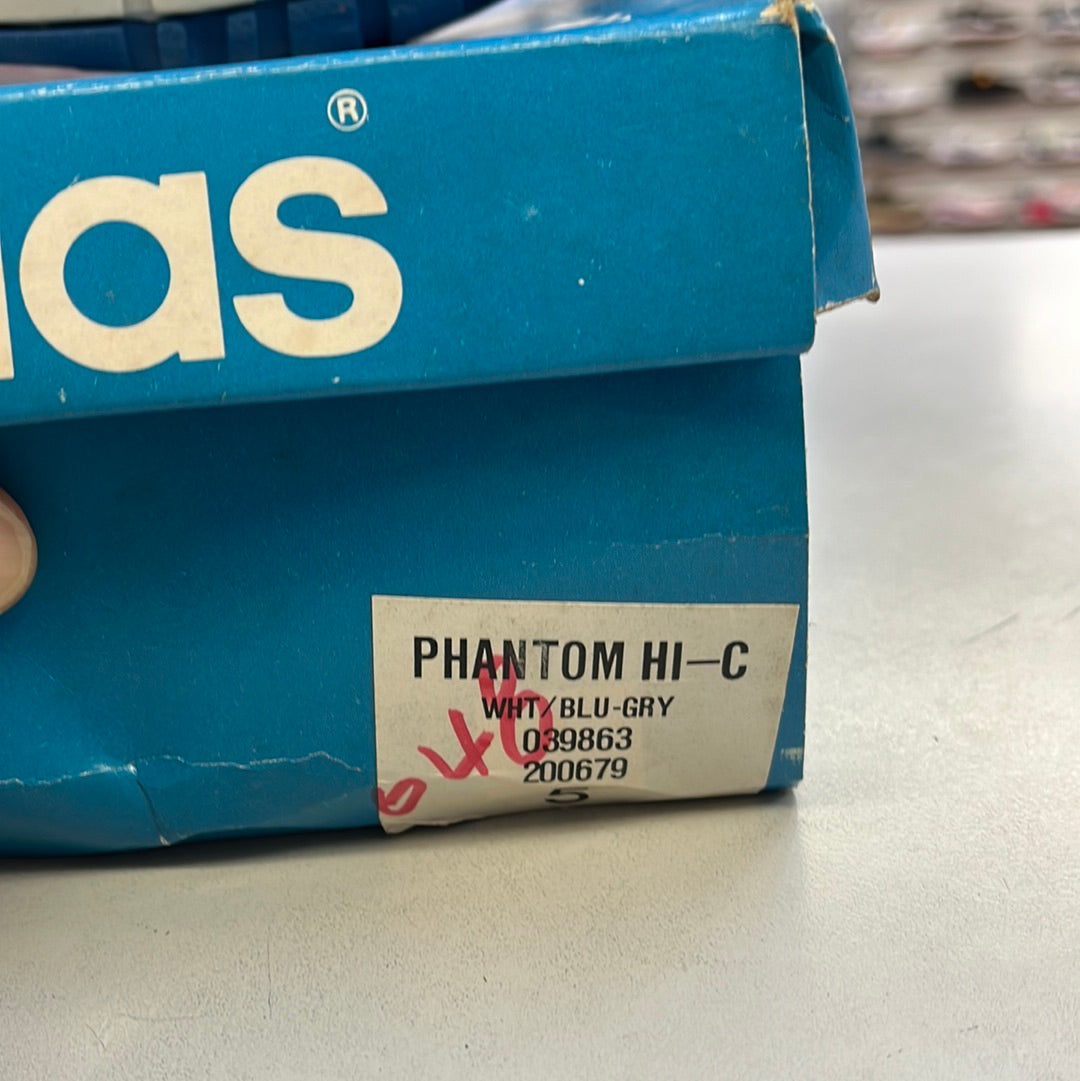 ®
as
PHANTOM HI-C
WHT/BLU-GRY
039863
200679
5